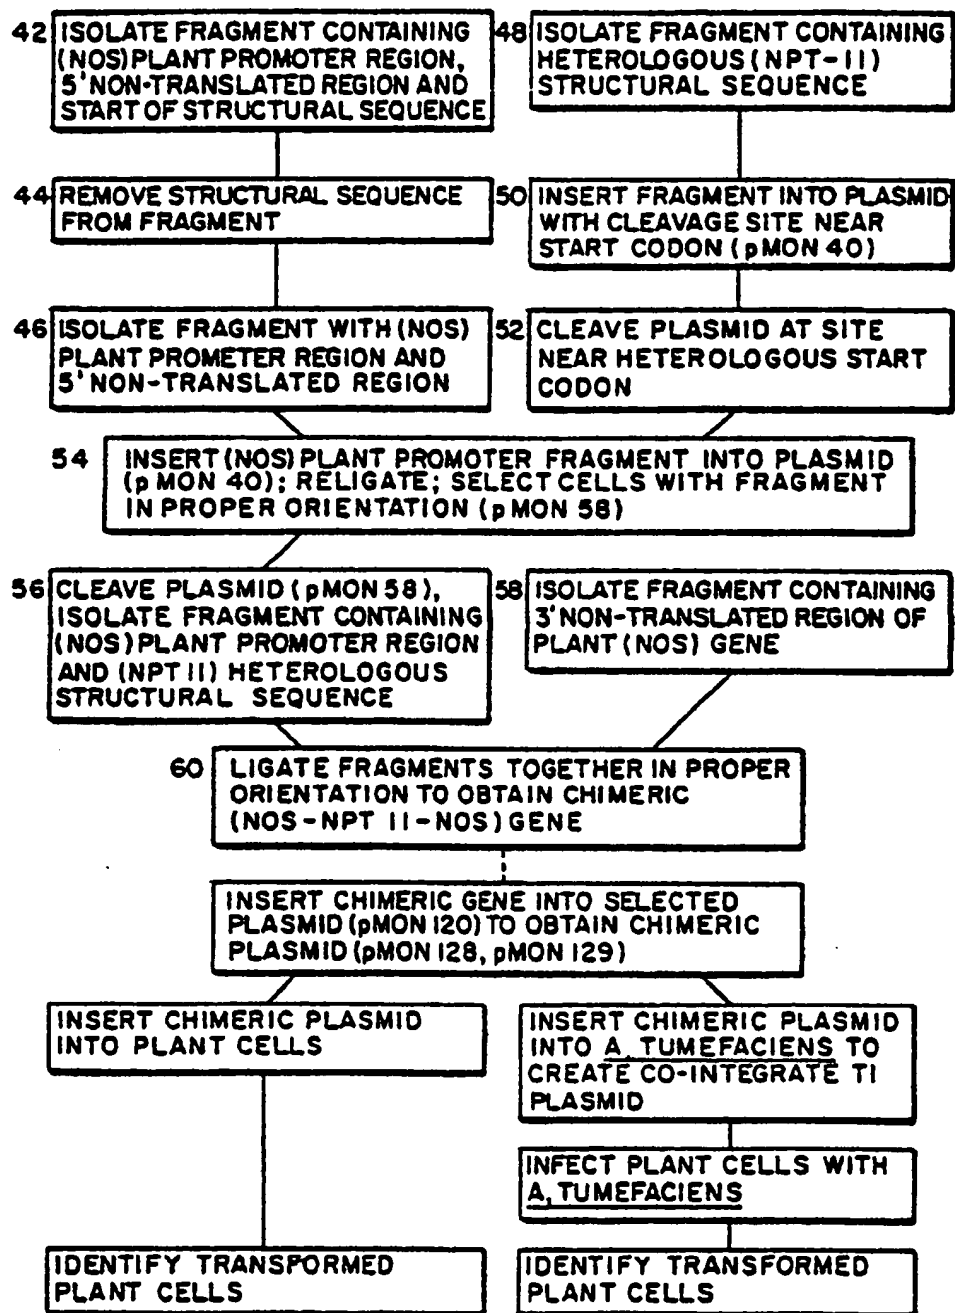 42 ISOLATE FRAGMENT CONTAINING
(NOS) PLANT PROMOTER REGION,
5' NON-TRANSLATED REGION AND
START OF STRUCTURAL SEQUENCE
48 ISOLATE FRAGMENT CONTAINING
HETEROLOGOUS (NPT-II)
STRUCTURAL SEQUENCE
44 REMOVE STRUCTURAL SEQUENCE
FROM FRAGMENT
50 INSERT FRAGMENT INTO PLASMID
WITH CLEAVAGE SITE NEAR
START CODON (pMON 40)
46 ISOLATE FRAGMENT WITH (NOS)
PLANT PROMETER REGION AND
5' NON-TRANSLATED REGION
52 CLEAVE PLASMID AT SITE
NEAR HETEROLOGOUS START
CODON
54 INSERT (NOS) PLANT PROMOTER FRAGMENT INTO PLASMID
(pMON 40); RELIGATE; SELECT CELLS WITH FRAGMENT
IN PROPER ORIENTATION (pMON 58)
56 CLEAVE PLASMID (pMON 58),
ISOLATE FRAGMENT CONTAINING
(NOS) PLANT PROMOTER REGION
AND (NPT II) HETEROLOGOUS
STRUCTURAL SEQUENCE
58 ISOLATE FRAGMENT CONTAINING
3' NON-TRANSLATED REGION OF
PLANT (NOS) GENE
60 LIGATE FRAGMENTS TOGETHER IN PROPER
ORIENTATION TO OBTAIN CHIMERIC
(NOS-NPT II-NOS) GENE
INSERT CHIMERIC GENE INTO SELECTED
PLASMID (pMON 120) TO OBTAIN CHIMERIC
PLASMID (pMON 128, pMON 129)
INSERT CHIMERIC PLASMID
INTO PLANT CELLS
INSERT CHIMERIC PLASMID
INTO A. TUMEFACIENS TO
CREATE CO-INTEGRATE TI
PLASMID
INFECT PLANT CELLS WITH
A. TUMEFACIENS
IDENTIFY TRANSFORMED
PLANT CELLS
IDENTIFY TRANSFORMED
PLANT CELLS